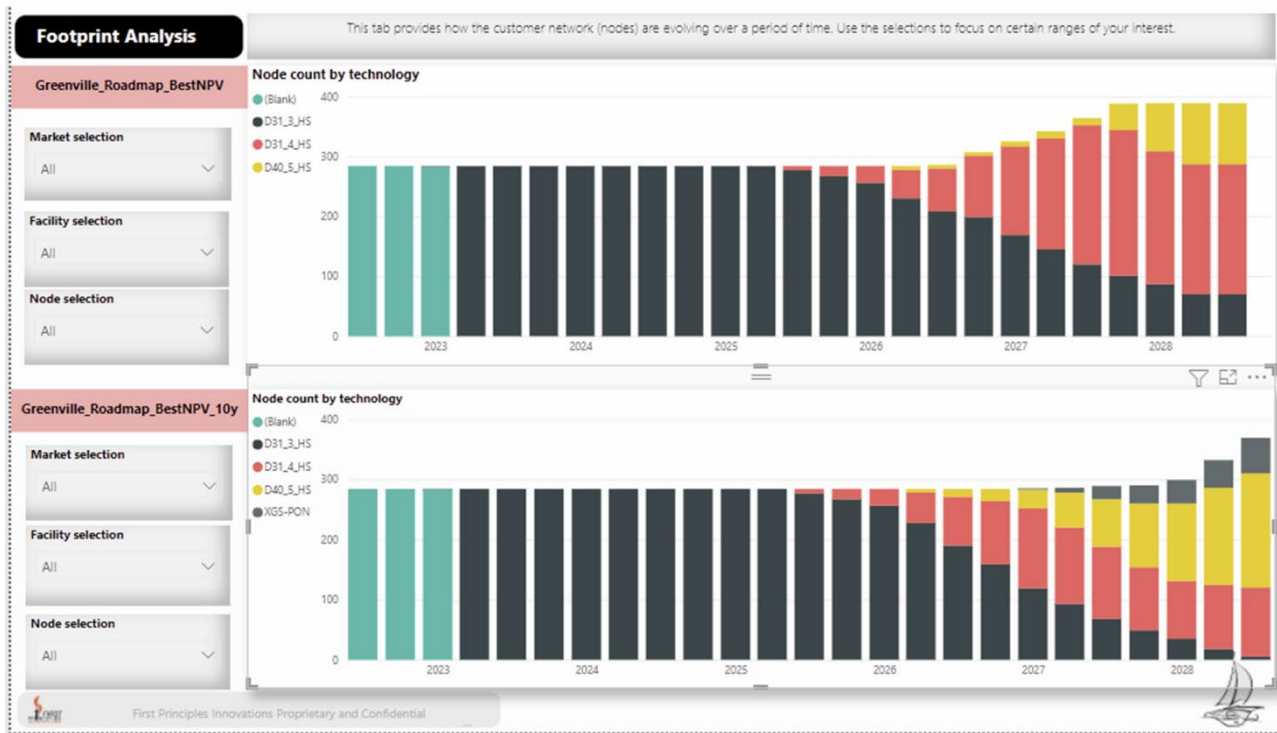 Footprint Analysis
This tab provides how the customer network (nodes) are evolving over a period of time. Use the selections to focus on certain ranges of your interest.
Greenville_Roadmap_BestNPV
Market selection
All
Facility selection
All
Node selection
All
Node count by technology
(Blank)
D31_3_HS
D31_4_HS
D40_5_HS
400
300
200
100
0
2023 2024 2025 2026 2027 2028
Greenville_Roadmap_BestNPV_10y
Market selection
All
Facility selection
All
Node selection
All
Node count by technology
(Blank)
D31_3_HS
D31_4_HS
D40_5_HS
XGS-PON
400
300
200
100
0
2023 2024 2025 2026 2027 2028
First Principles Innovations Proprietary and Confidential